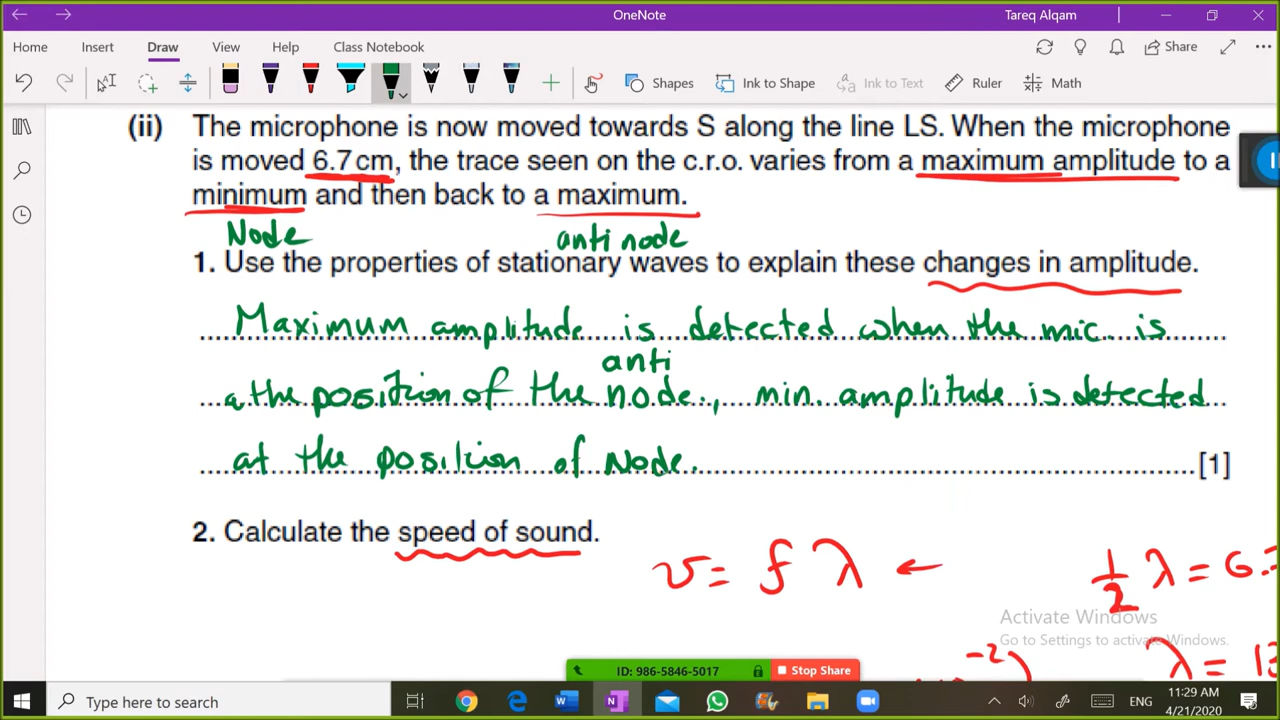 OneNote
Tareq Alqam
Home Insert Draw View Help Class Notebook Share
Shapes Ink to Shape Ink to Text Ruler Math
(ii) The microphone is now moved towards S along the line LS. When the microphone
is moved 6.7 cm, the trace seen on the c.r.o. varies from a maximum amplitude to a
minimum and then back to a maximum.
Node anti node
1. Use the properties of stationary waves to explain these changes in amplitude.
Maximum amplitude is detected when the mic. is
anti
a the position of the node., min. amplitude is detected
at the position of Node.
[1]
2. Calculate the speed of sound.
v = f λ ← 1/2 λ = 6.7
Activate Windows
Go to Settings to activate Windows.
-2) λ = 13
ID: 986-5846-5017 Stop Share
Type here to search
ENG 11:29 AM
4/21/2020